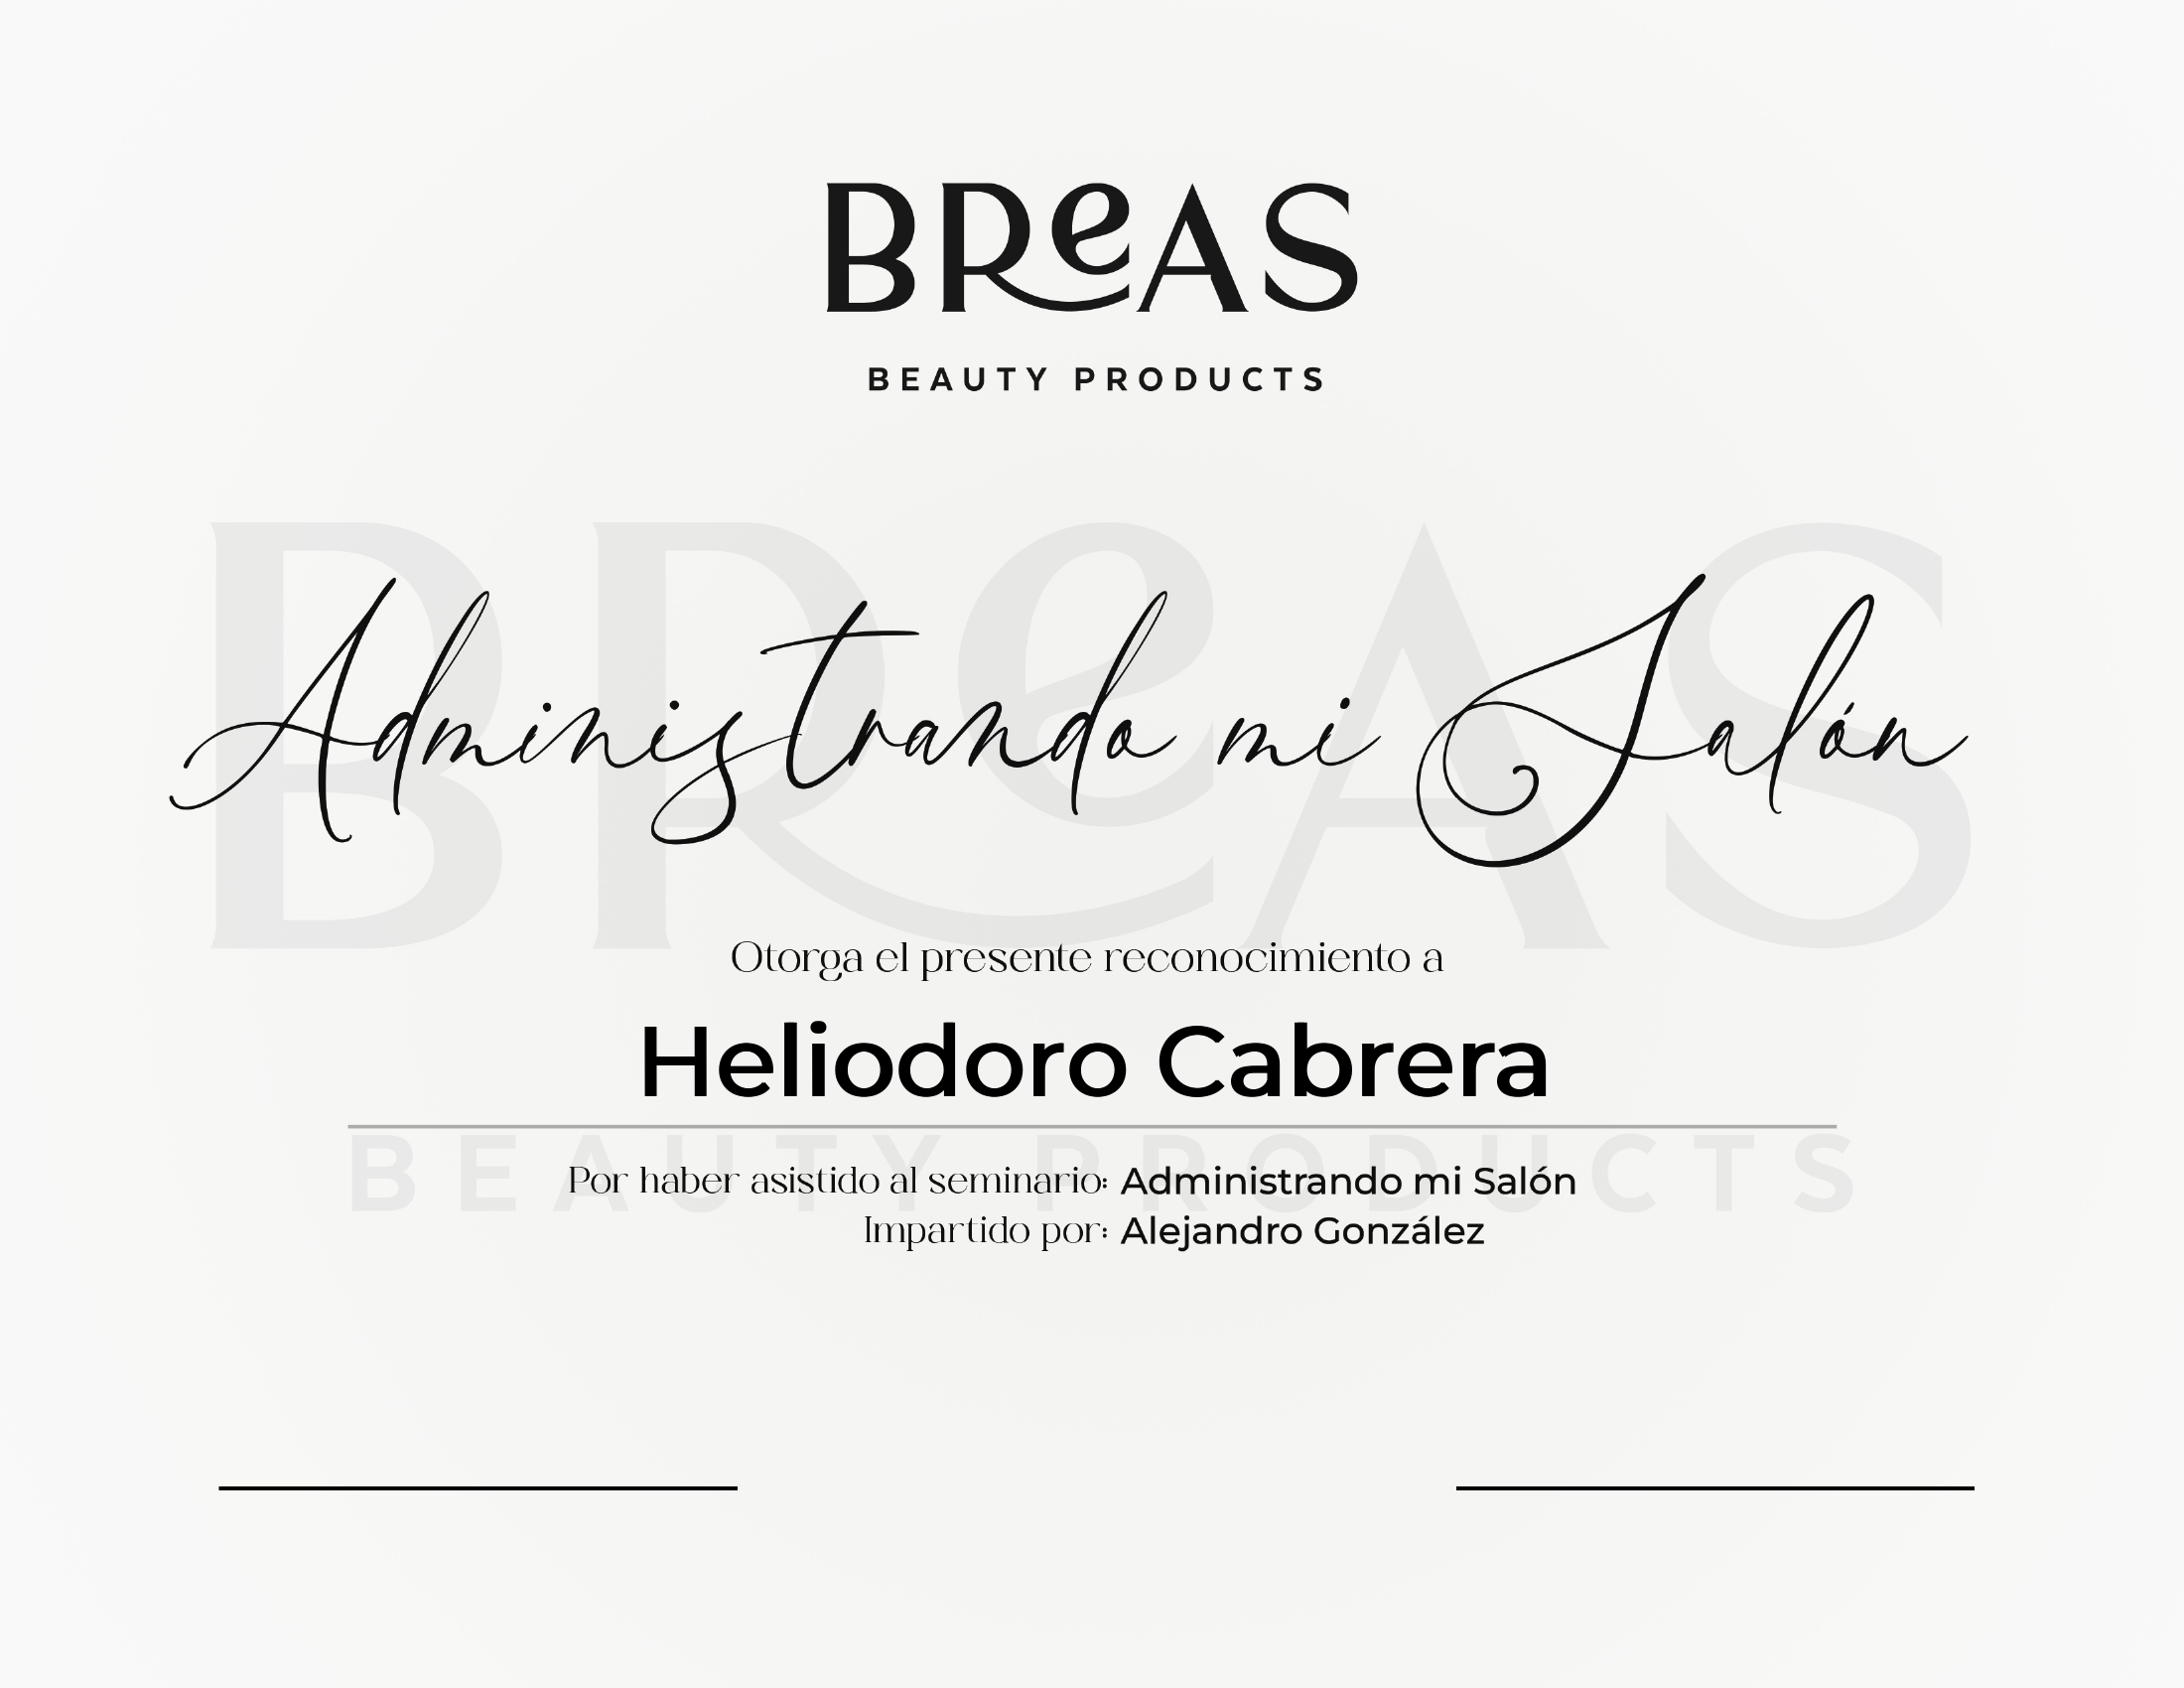 BREAS
BEAUTY PRODUCTS
BREAS
Administrando mi Salón
Otorga el presente reconocimiento a
Heliodoro Cabrera
BEAUTY PRODUCTS
Por haber asistido al seminario: Administrando mi Salón
Impartido por: Alejandro González